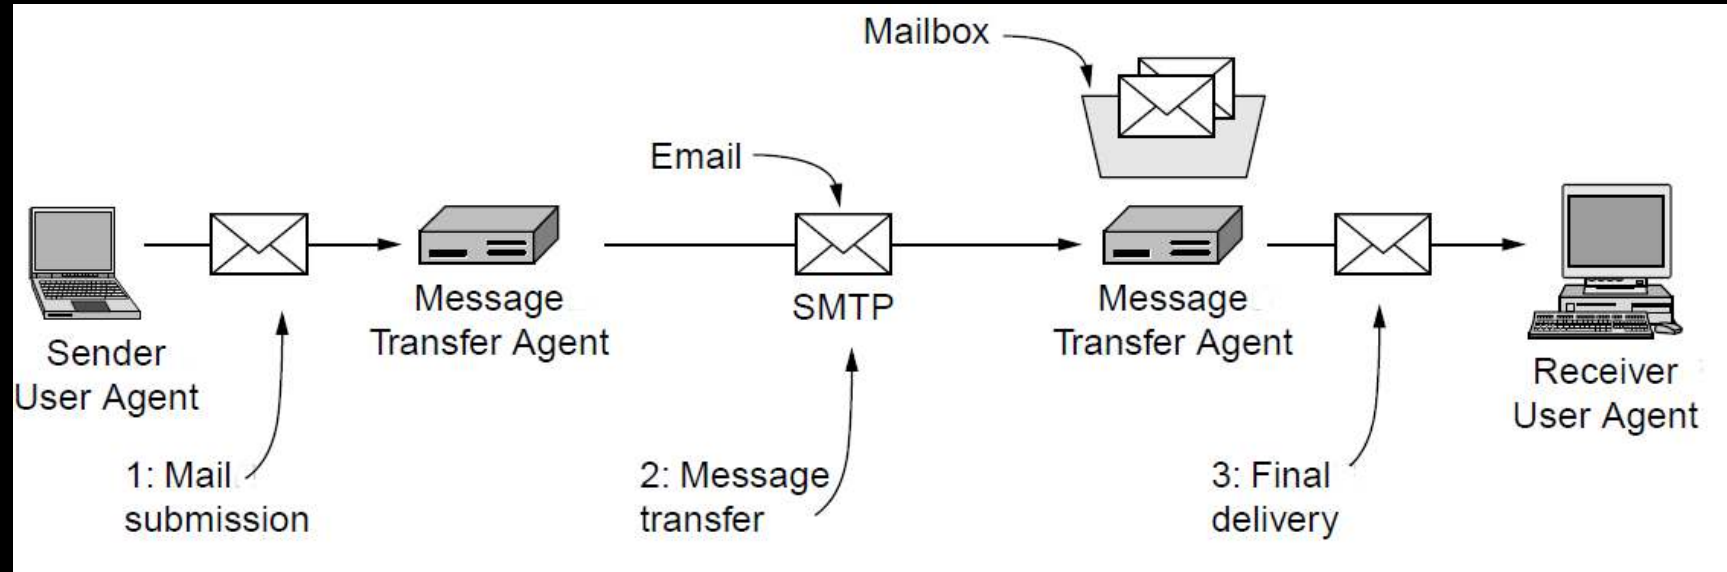 Mailbox
Email
Sender
User Agent
Message
Transfer Agent
SMTP
Message
Transfer Agent
Receiver
User Agent
1: Mail
submission
2: Message
transfer
3: Final
delivery